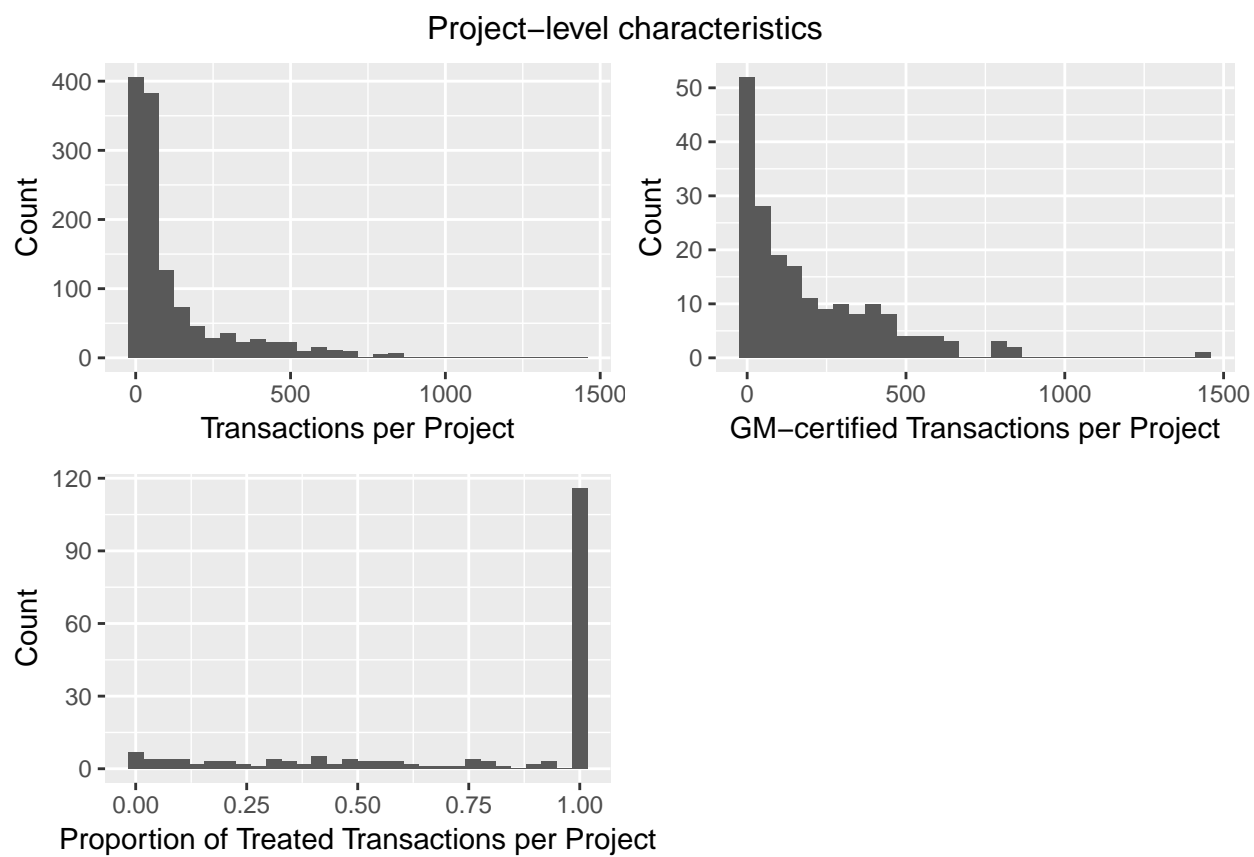 Project−level characteristics
400
300
200
100
0
Count
0 500 1000 1500
Transactions per Project
50
40
30
20
10
0
Count
0 500 1000 1500
GM−certified Transactions per Project
120
90
60
30
0
Count
0.00 0.25 0.50 0.75 1.00
Proportion of Treated Transactions per Project